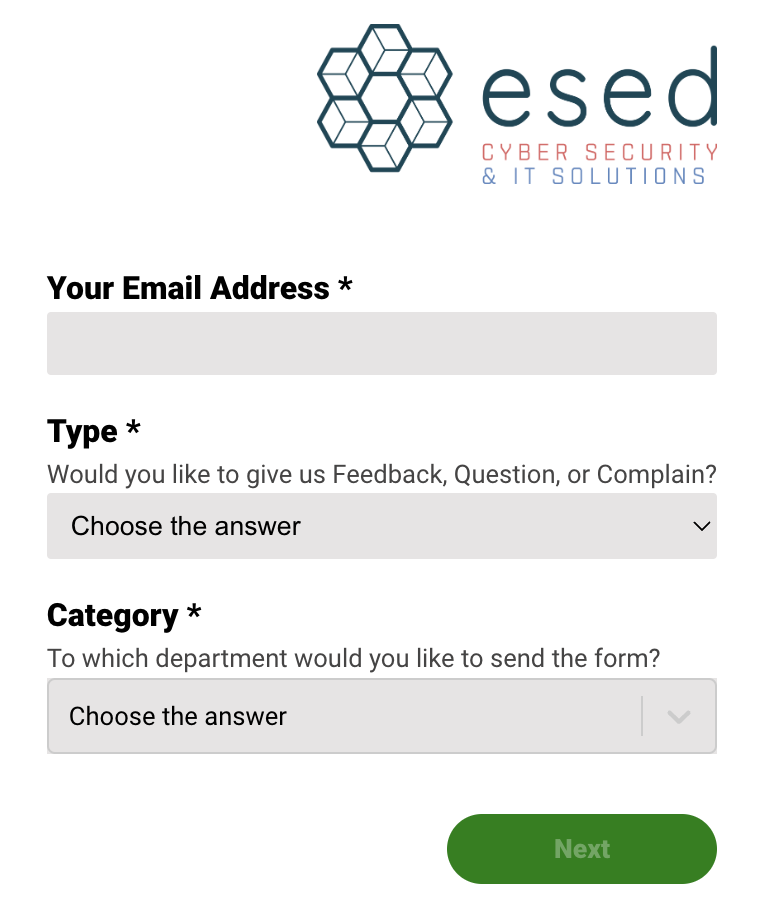 esed
CYBER SECURITY
& IT SOLUTIONS
Your Email Address *
Type *
Would you like to give us Feedback, Question, or Complain?
Choose the answer
Category *
To which department would you like to send the form?
Choose the answer
Next